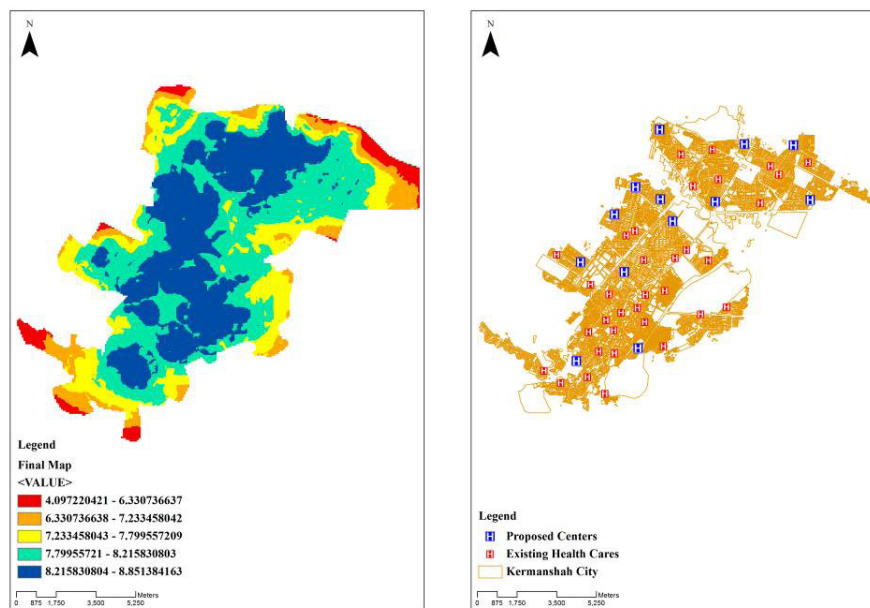 N
Legend
Final Map
<VALUE>
4.097220421 - 6.330736637
6.330736638 - 7.233458042
7.233458043 - 7.799557209
7.79955721 - 8.215830803
8.215830804 - 8.851384163
Meters
0 875 1,750 3,500 5,250
N
H H H H H H H H H H H H H H H H H H H H H H H H H H H H H H H H H H H H H H H H H H H H H H H H H
Legend
H Proposed Centers
H Existing Health Cares
Kermanshah City
Meters
0 875 1,750 3,500 5,250